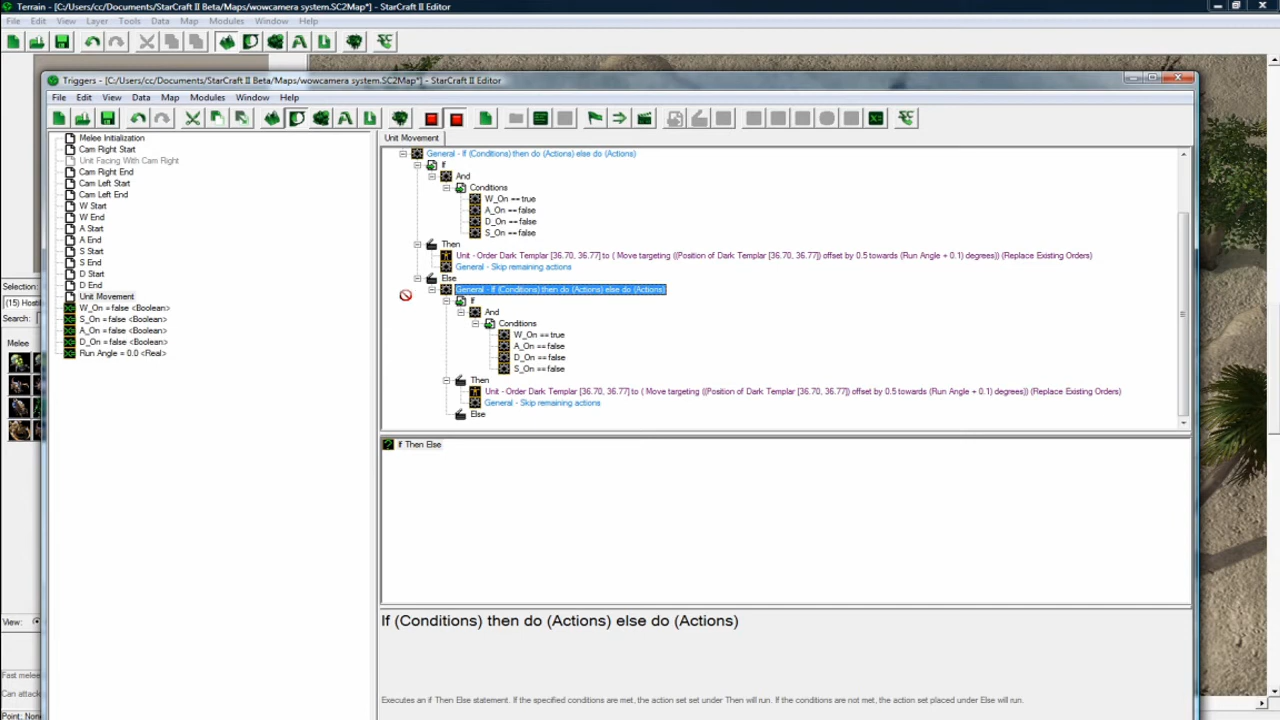 Terrain - [C:/Users/cc/Documents/StarCraft II Beta/Maps/wowcamera system.SC2Map*] - StarCraft II Editor
File Edit View Layer Tools Data Map Modules Window Help
Triggers - [C:/Users/cc/Documents/StarCraft II Beta/Maps/wowcamera system.SC2Map*] - StarCraft II Editor
File Edit View Data Map Modules Window Help
Melee Initialization
Cam Right Start
Unit Facing With Cam Right
Cam Right End
Cam Left Start
Cam Left End
W Start
W End
A Start
A End
S Start
S End
D Start
D End
Unit Movement
W_On = false <Boolean>
S_On = false <Boolean>
A_On = false <Boolean>
D_On = false <Boolean>
Run Angle = 0.0 <Real>
Selection:
(15) Hosti
Search:
Melee
View:
Fast melee
Can attack
Point: None
Unit Movement
General - If (Conditions) then do (Actions) else do (Actions)
If
And
Conditions
W_On == true
A_On == false
D_On == false
S_On == false
Then
Unit - Order Dark Templar [36.70, 36.77] to ( Move targeting ((Position of Dark Templar [36.70, 36.77]) offset by 0.5 towards (Run Angle + 0.1) degrees)) (Replace Existing Orders)
General - Skip remaining actions
Else
General - If (Conditions) then do (Actions) else do (Actions)
If
And
Conditions
W_On == true
A_On == false
D_On == false
S_On == false
Then
Unit - Order Dark Templar [36.70, 36.77] to ( Move targeting ((Position of Dark Templar [36.70, 36.77]) offset by 0.5 towards (Run Angle + 0.1) degrees)) (Replace Existing Orders)
General - Skip remaining actions
Else
If Then Else
If (Conditions) then do (Actions) else do (Actions)
Executes an if Then Else statement. If the specified conditions are met, the action set set under Then will run. If the conditions are not met, the action set placed under Else will run.